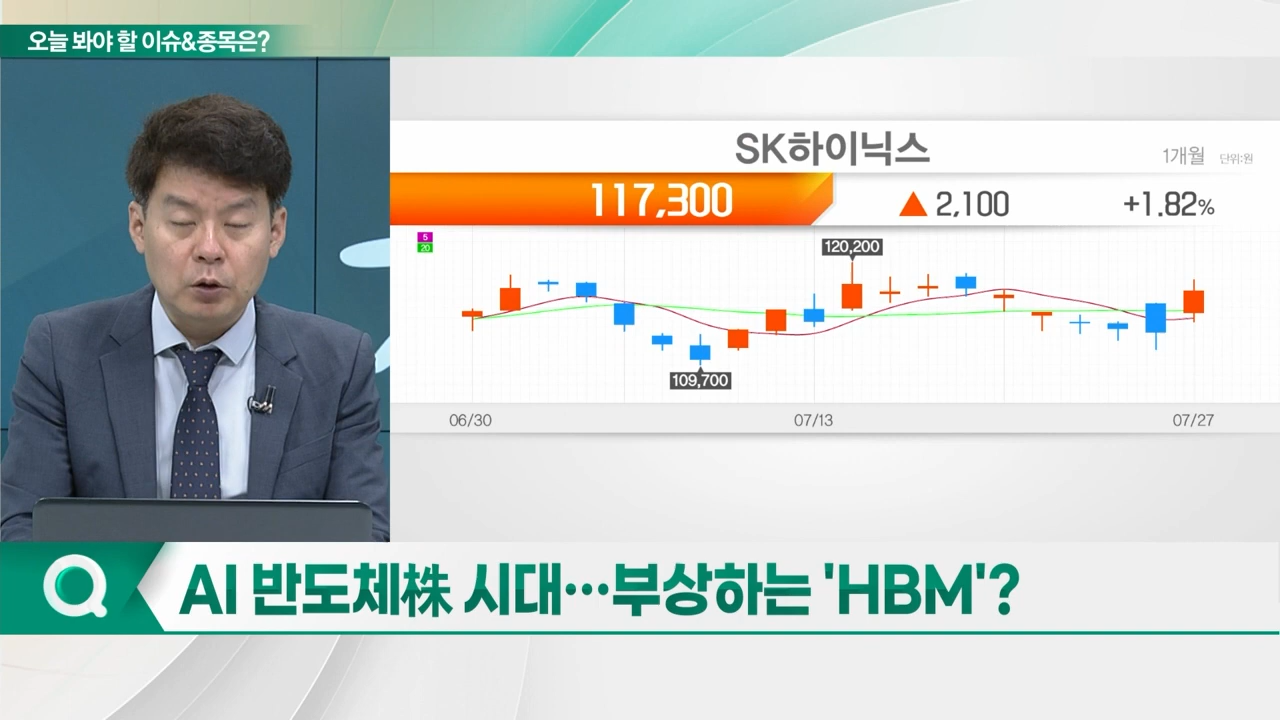 오늘 봐야 할 이슈&종목은?
SK하이닉스
1개월 단위:원
117,300 ▲ 2,100 +1.82%
5
20
120,200
109,700
06/30 07/13 07/27
AI 반도체株 시대…부상하는 'HBM'?